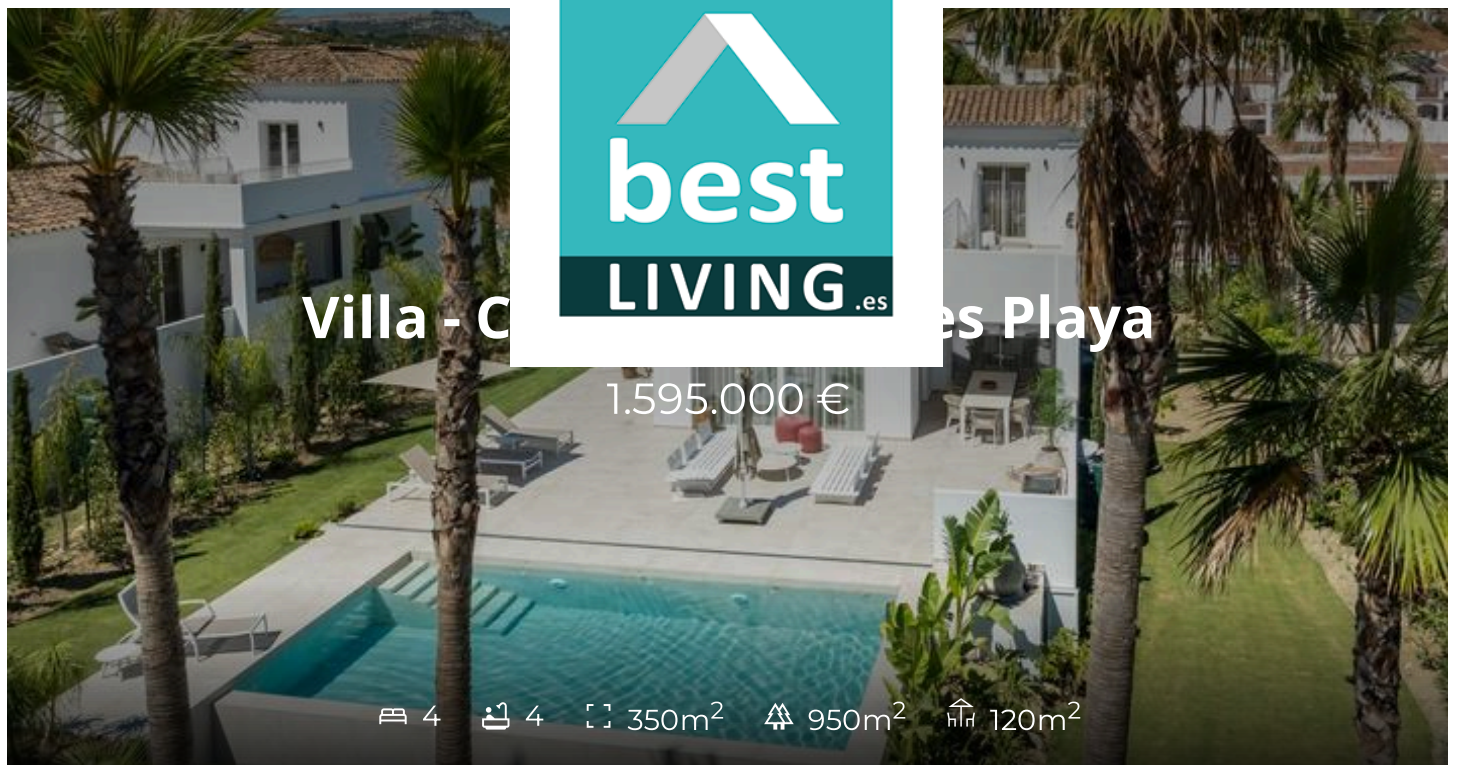 best
LIVING.es
Villa - C es Playa
1.595.000 €
4 4 350m² 950m² 120m²